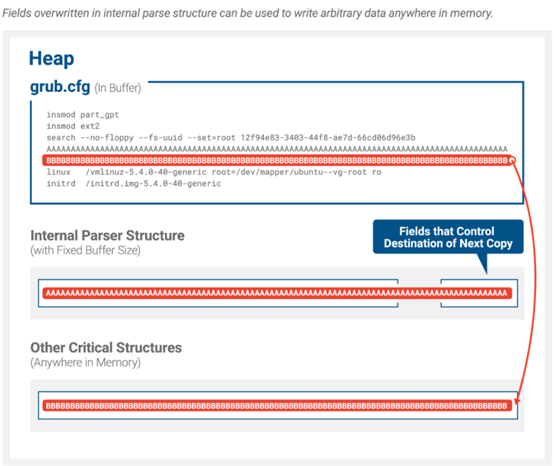 Fields overwritten in internal parse structure can be used to write arbitrary data anywhere in memory.
Heap
grub.cfg (In Buffer)
insmod part_gpt
insmod ext2
search --no-floppy --fs-uuid --set=root 12f94e83-3403-44f8-ae7d-66cd06d96e3b
AAAAAAAAAAAAAAAAAAAAAAAAAAAAAAAAAAAAAAAAAAAAAAAAAAAAAAAAAAAAAAAAAAAAAAAAAAAAAAAAAAAAAAAAAAA
BBBBBBBBBBBBBBBBBBBBBBBBBBBBBBBBBBBBBBBBBBBBBBBBBBBBBBBBBBBBBBBBBBBBBBBBBBBBBBBBBBBBBBBBBBB
linux /vmlinuz-5.4.0-40-generic root=/dev/mapper/ubuntu--vg-root ro
initrd /initrd.img-5.4.0-40-generic
Internal Parser Structure
(with Fixed Buffer Size)
Fields that Control
Destination of Next Copy
AAAAAAAAAAAAAAAAAAAAAAAAAAAAAAAAAAAAAAAAAAAAAAAAAAAAAAAAAAAAAAAAAAAAAAAAAAAAAAAAAAAAAAAAAAA
Other Critical Structures
(Anywhere in Memory)
BBBBBBBBBBBBBBBBBBBBBBBBBBBBBBBBBBBBBBBBBBBBBBBBBBBBBBBBBBBBBBBBBBBBBBBBBBBBBBBBBBBBBBBBBBB